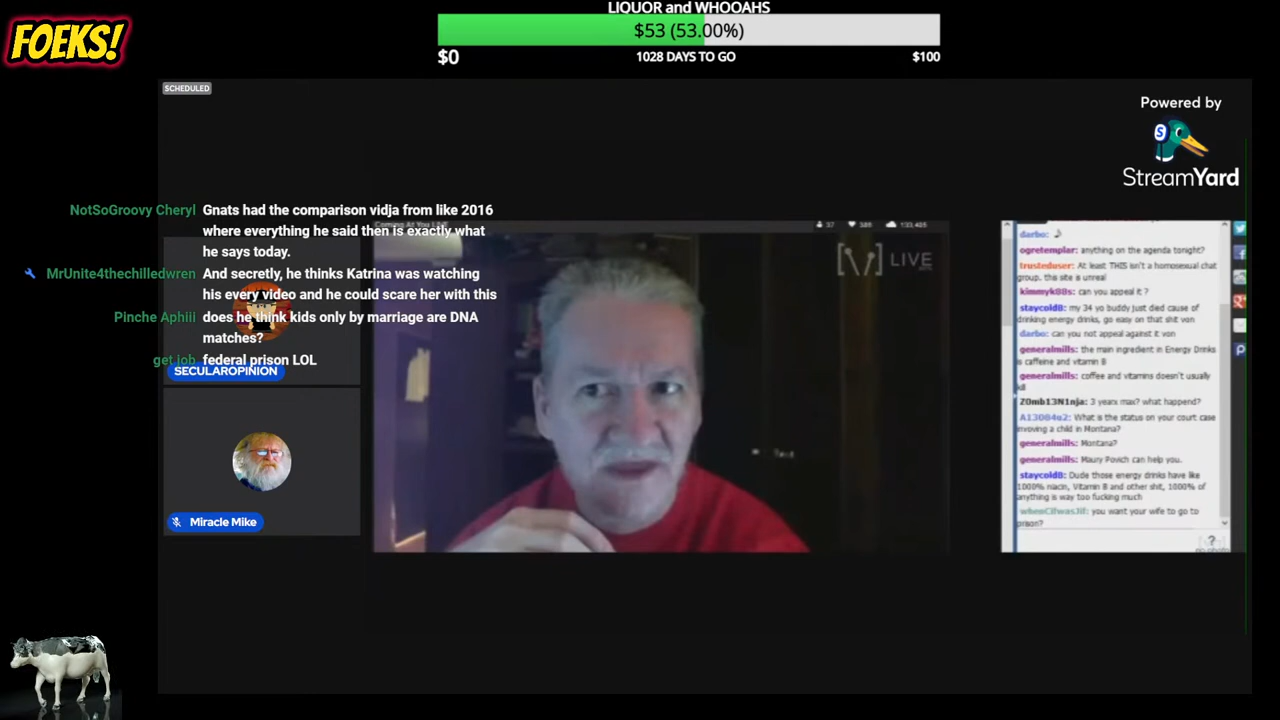 FOEKS!
LIQUOR and WHOOAHS
$53 (53.00%)
$0
1028 DAYS TO GO
$100
SCHEDULED
Powered by
StreamYard
NotSoGroovy Cheryl Gnats had the comparison vidja from like 2016
where everything he said then is exactly what
he says today.
MrUnite4thechilledwren And secretly, he thinks Katrina was watching
his every video and he could scare her with this
Pinche Aphiii does he think kids only by marriage are DNA
matches?
get job federal prison LOL
SECULAROPINION
Miracle Mike
Coming At You LIVE
37
LIVE
darbo: ♪
ogretemplar: anything on the agenda tonight?
trusteduser: At least THIS isn't a homosexual chat
group. this site is unreal
kimmyk88s: can you appeal it ?
staycold8: my 34 yo buddy just died cause of
drinking energy drinks, go easy on that shit von
darbo: can you not appeal against it von
generalmills: the main ingredient in Energy Drinks
is caffeine and vitamin B
generalmills: coffee and vitamins doesn't usually
kill
Z0mb13N1nja: 3 years max? what happend?
A13084u2: What is the status on your court case
invoving a child in Montana?
generalmills: Montana?
generalmills: Maury Povich can help you.
staycold8: Dude those energy drinks have like
1000% niacin, Vitamin B and other shit, 1000% of
anything is way too fucking much
whenCifwasJif: you want your wife to go to
prison?
?